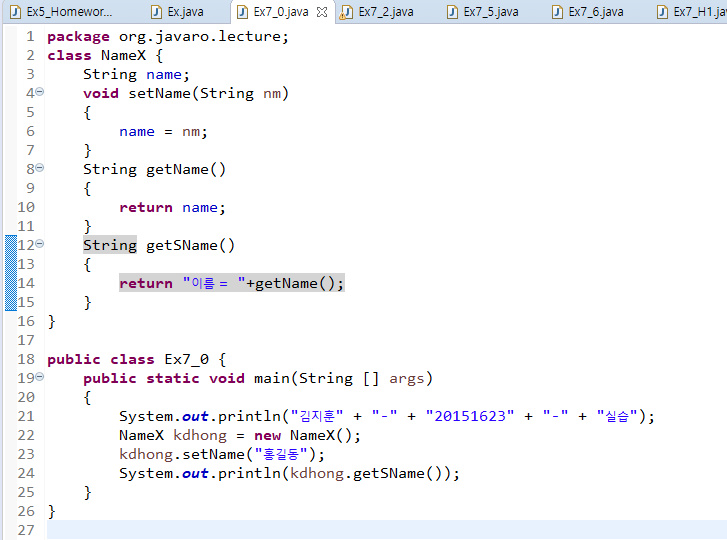 Ex5_Homewor... Ex.java Ex7_0.java Ex7_2.java Ex7_5.java Ex7_6.java Ex7_H1.jav
1 package org.javaro.lecture;
2 class NameX {
3 String name;
4 void setName(String nm)
5 {
6 name = nm;
7 }
8 String getName()
9 {
10 return name;
11 }
12 String getSName()
13 {
14 return "이름 = "+getName();
15 }
16 }
17
18 public class Ex7_0 {
19 public static void main(String [] args)
20 {
21 System.out.println("김지훈" + "-" + "20151623" + "-" + "실습");
22 NameX kdhong = new NameX();
23 kdhong.setName("홍길동");
24 System.out.println(kdhong.getSName());
25 }
26 }
27